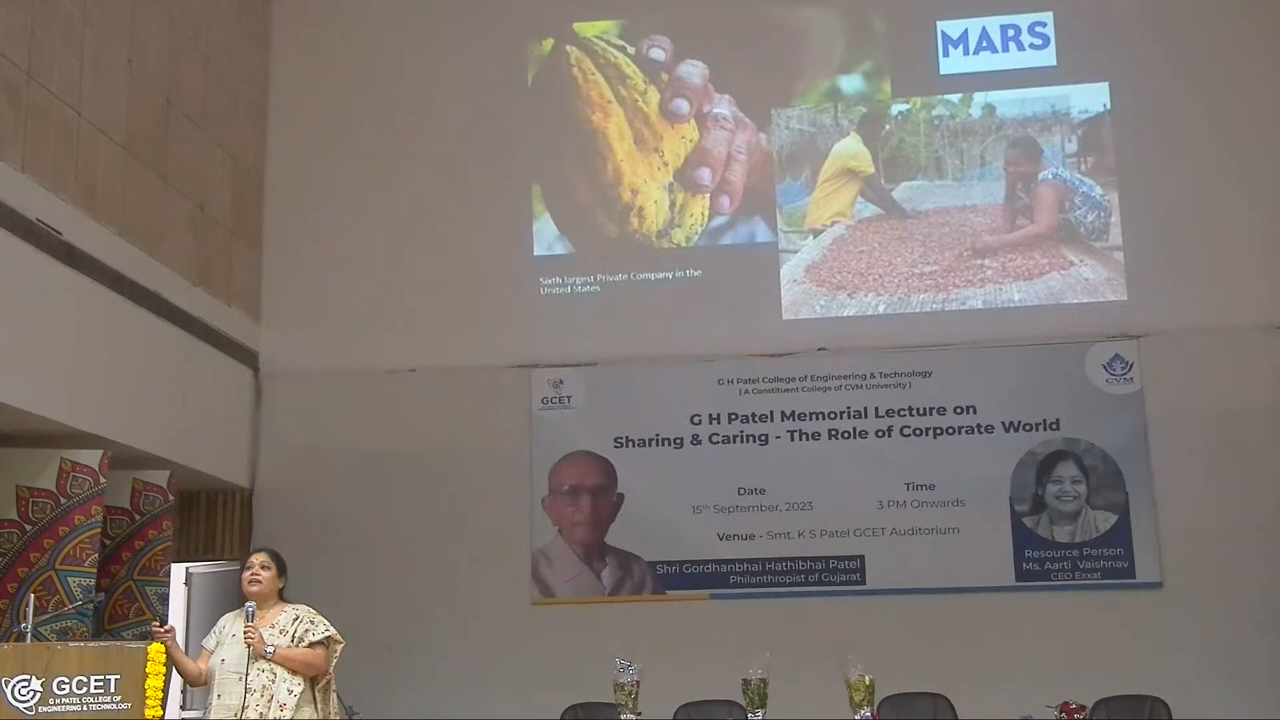 MARS
Sixth largest Private Company in the
United States
GCET
G H Patel College of Engineering & Technology
( A Constituent College of CVM University )
CVM
G H Patel Memorial Lecture on
Sharing & Caring - The Role of Corporate World
Date
15th September, 2023
Time
3 PM Onwards
Venue - Smt. K S Patel GCET Auditorium
Shri Gordhanbhai Hathibhai Patel
Philanthropist of Gujarat
Resource Person
Ms. Aarti Vaishnav
CEO Exxat
GCET
G H PATEL COLLEGE OF
ENGINEERING & TECHNOLOGY